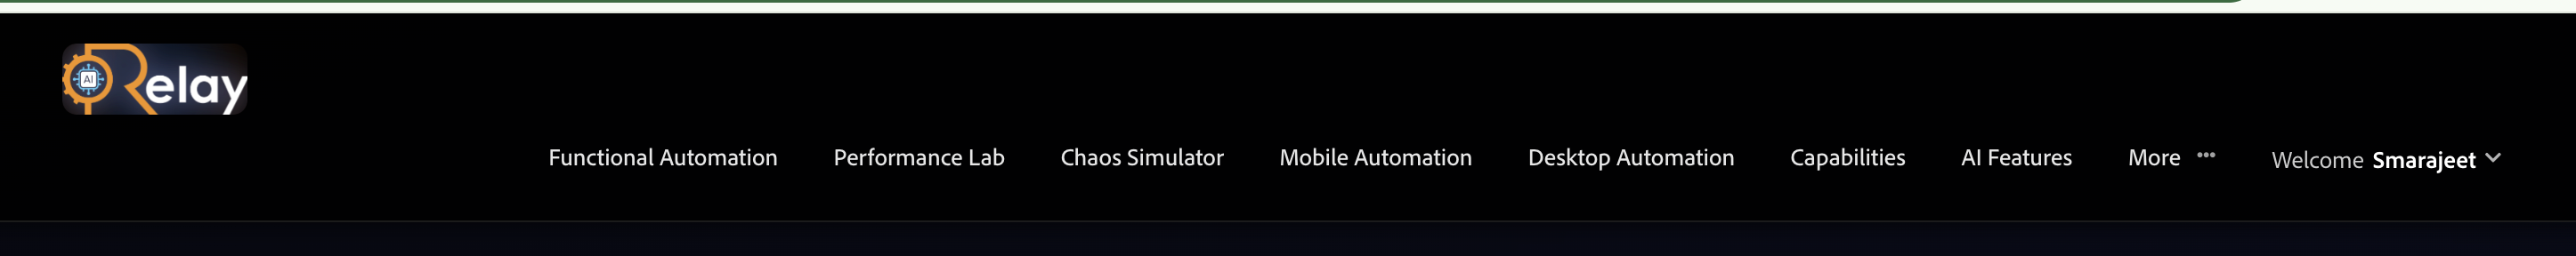 AI Relay
Functional Automation Performance Lab Chaos Simulator Mobile Automation Desktop Automation Capabilities AI Features More ••• Welcome Smarajeet